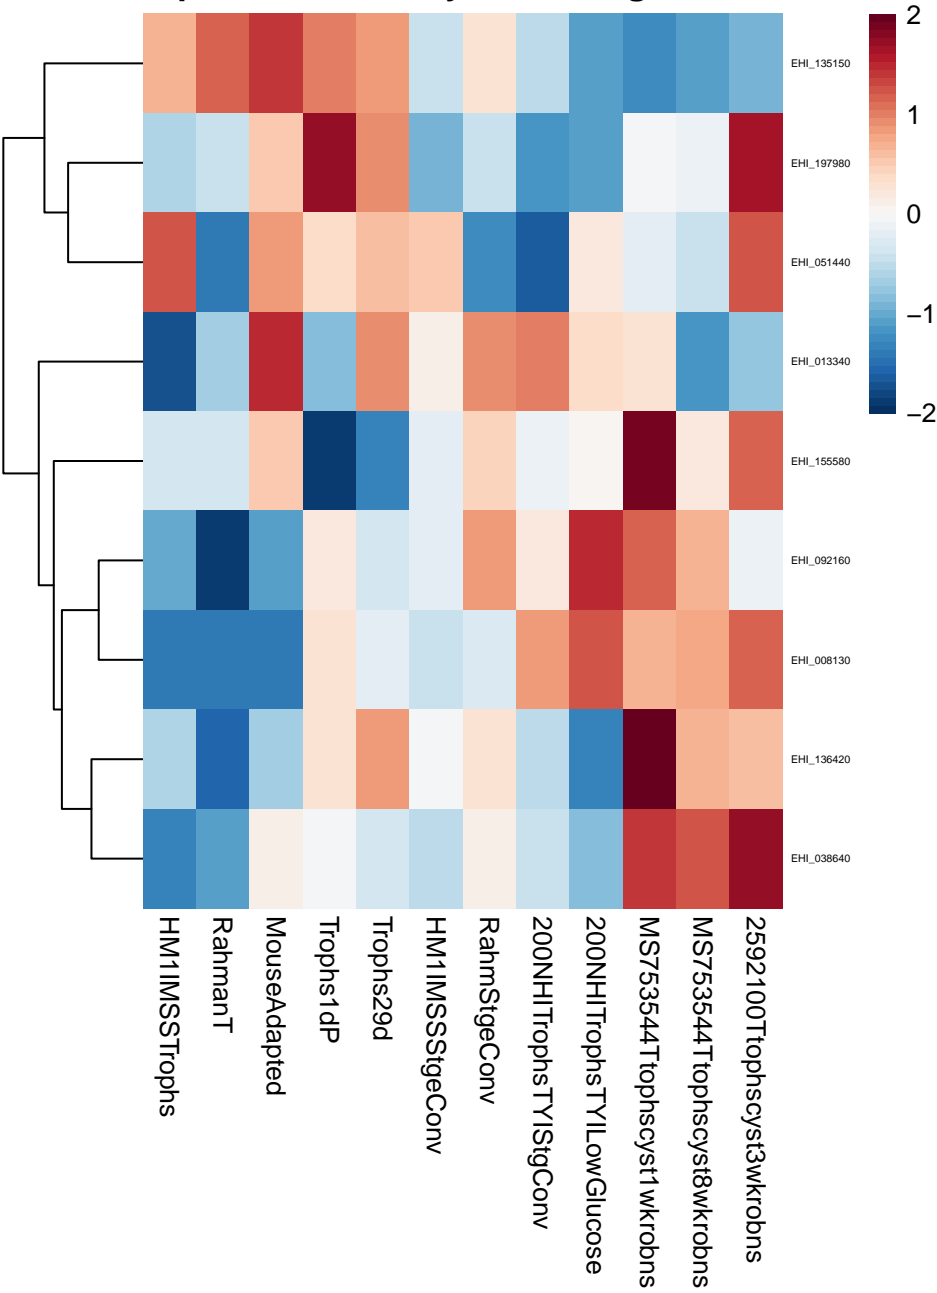 2
1
0
−1
−2
EHI_135150
EHI_197980
EHI_051440
EHI_013340
EHI_155580
EHI_092160
EHI_008130
EHI_136420
EHI_038640
HM1IMSSTrophs
RahmanT
MouseAdapted
Trophs1dP
Trophs29d
HM1IMSSStgeConv
RahmStgeConv
200NHITrophsTYIStgConv
200NHITrophsTYILowGlucose
MS753544Ttophscyst1wkrobns
MS753544Ttophscyst8wkrobns
2592100Ttophscyst3wkrobns